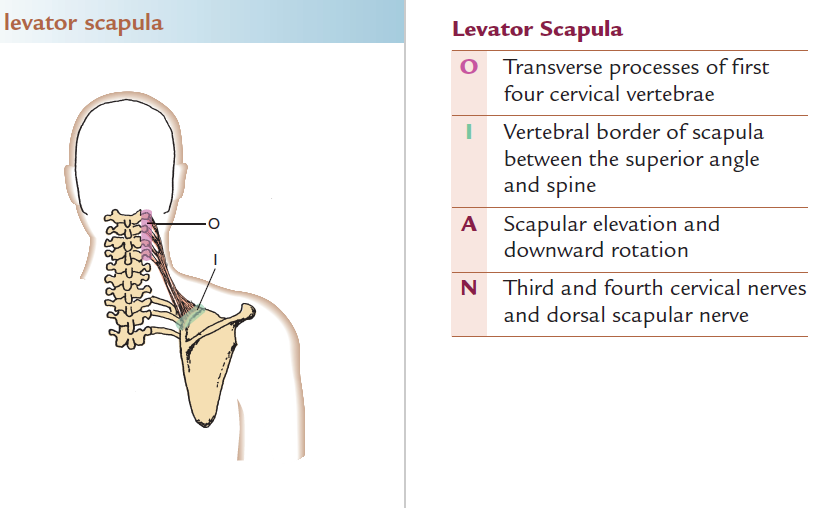 levator scapula
O
I
Levator Scapula
O Transverse processes of first
four cervical vertebrae
I Vertebral border of scapula
between the superior angle
and spine
A Scapular elevation and
downward rotation
N Third and fourth cervical nerves
and dorsal scapular nerve